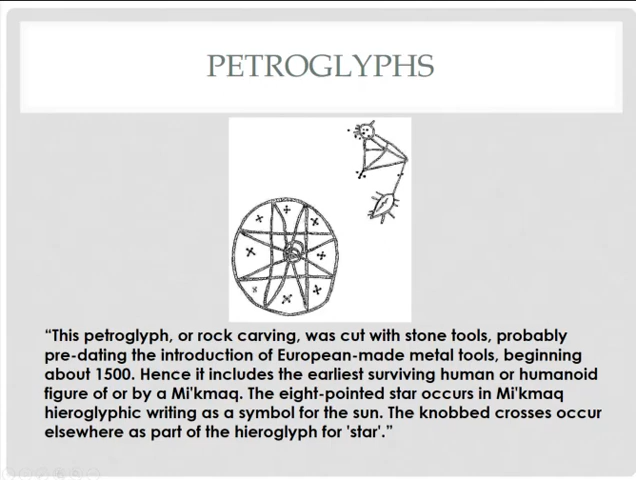 PETROGLYPHS
“This petroglyph, or rock carving, was cut with stone tools, probably
pre-dating the introduction of European-made metal tools, beginning
about 1500. Hence it includes the earliest surviving human or humanoid
figure of or by a Mi'kmaq. The eight-pointed star occurs in Mi'kmaq
hieroglyphic writing as a symbol for the sun. The knobbed crosses occur
elsewhere as part of the hieroglyph for 'star'.”